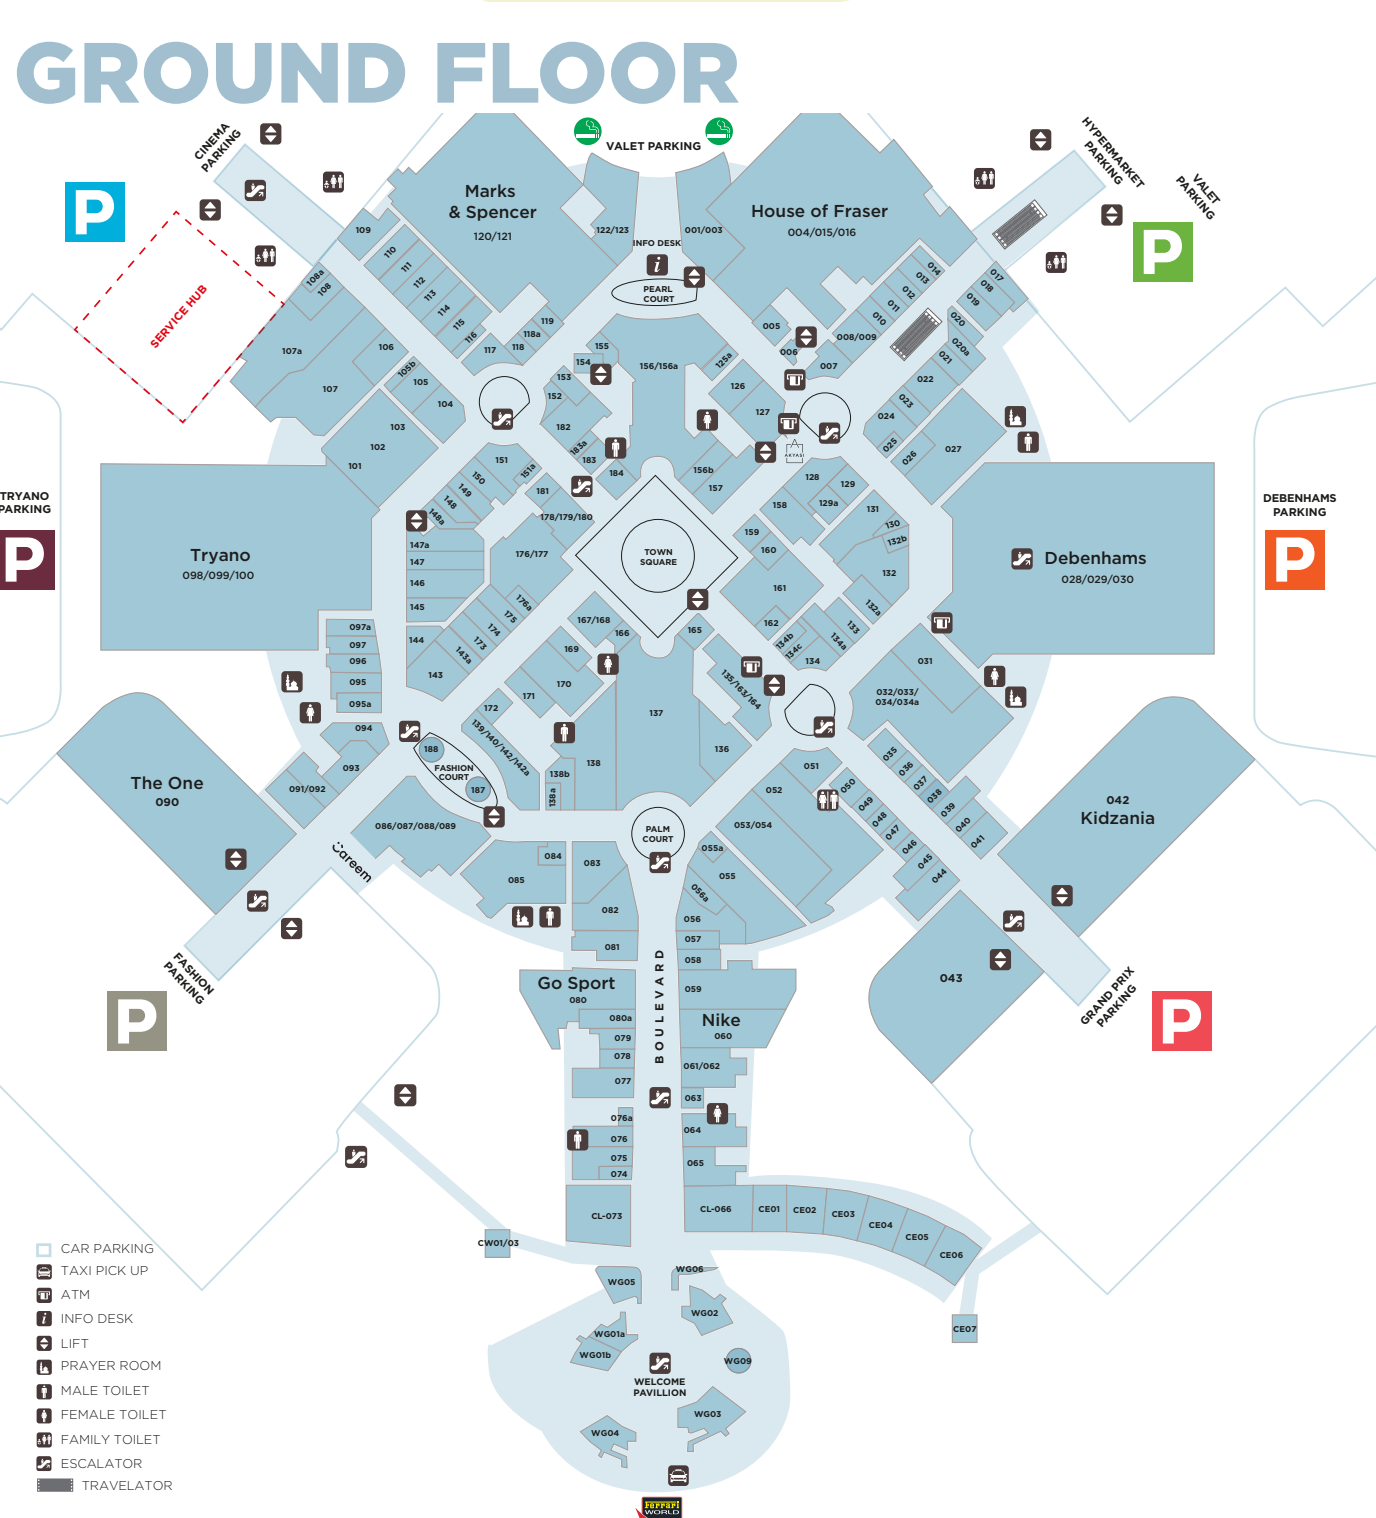 GROUND FLOOR
CINEMA
PARKING
VALET PARKING
HYPERMARKET
PARKING
VALET
PARKING
P
P
SERVICE HUB
Marks
& Spencer
120/121
122/123
001/003
INFO DESK
i
PEARL
COURT
House of Fraser
004/015/016
109
110
111
112
113
114
115
116
117
118
118a
119
108a
108
107a
107
106
105b
105
104
103
102
101
155
154
153
152
182
183a
183
184
156/156a
125a
126
127
156b
157
005
006
007
008/009
010
011
012
013
014
017
018
019
020
020a
021
022
023
024
025
026
027
AKYASI
TRYANO
PARKING
P
Tryano
098/099/100
151
151a
150
149
148
148a
147a
147
146
145
144
143
143a
173
174
175
176a
176/177
178/179/180
181
TOWN
SQUARE
128
129
129a
158
159
160
161
162
130
131
132b
132
132a
133
134a
134b
134c
134
Debenhams
028/029/030
DEBENHAMS
PARKING
P
097a
097
096
095
095a
094
093
091/092
The One
090
167/168
166
165
169
170
171
172
139/140/142/142a
138b
138a
138
137
136
135/163/164
031
032/033/
034/034a
035
036
037
038
039
040
041
042
Kidzania
188
FASHION
COURT
187
086/087/088/089
Careem
084
085
083
082
081
PALM
COURT
051
052
053/054
055a
055
056a
056
057
058
059
050
049
048
047
046
045
044
043
FASHION
PARKING
P
GRAND PRIX
PARKING
P
BOULEVARD
Go Sport
080
080a
079
078
077
076a
076
075
074
CL-073
Nike
060
061/062
063
064
065
CL-066
CE01
CE02
CE03
CE04
CE05
CE06
CE07
CW01/03
WG05
WG06
WG02
WG01a
WG01b
WG09
WELCOME
PAVILLION
WG03
WG04
Ferrari
WORLD
CAR PARKING
TAXI PICK UP
ATM
INFO DESK
LIFT
PRAYER ROOM
MALE TOILET
FEMALE TOILET
FAMILY TOILET
ESCALATOR
TRAVELATOR